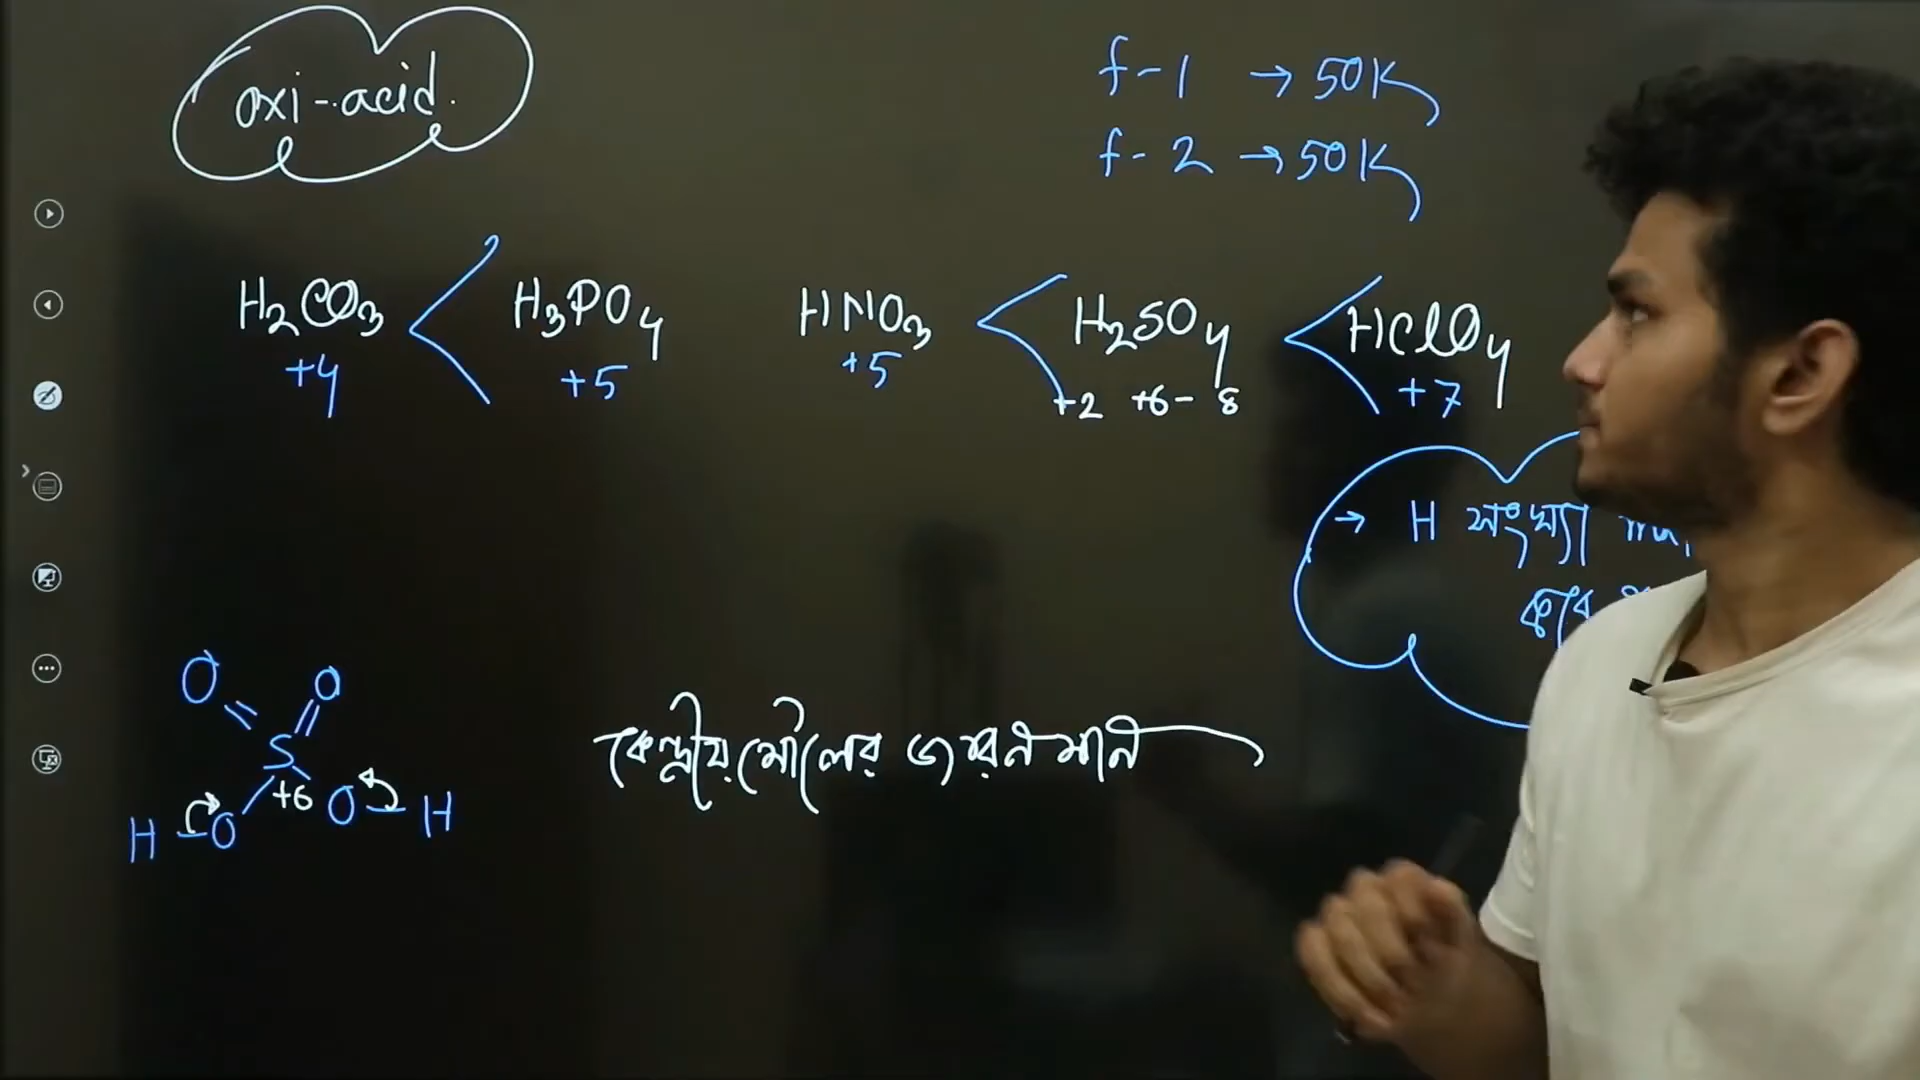 oxi-acid.
f-1 → 50K
f-2 → 50K
H₂CO₃ < H₃PO₄ HNO₃ < H₂SO₄ < HClO₄
+4 +5 +5 +2 +6 - 8 +7
→ H সংখ্যা
O O
S
+6
H - O O - H
কেন্দ্রীয় মৌলের জারন মান